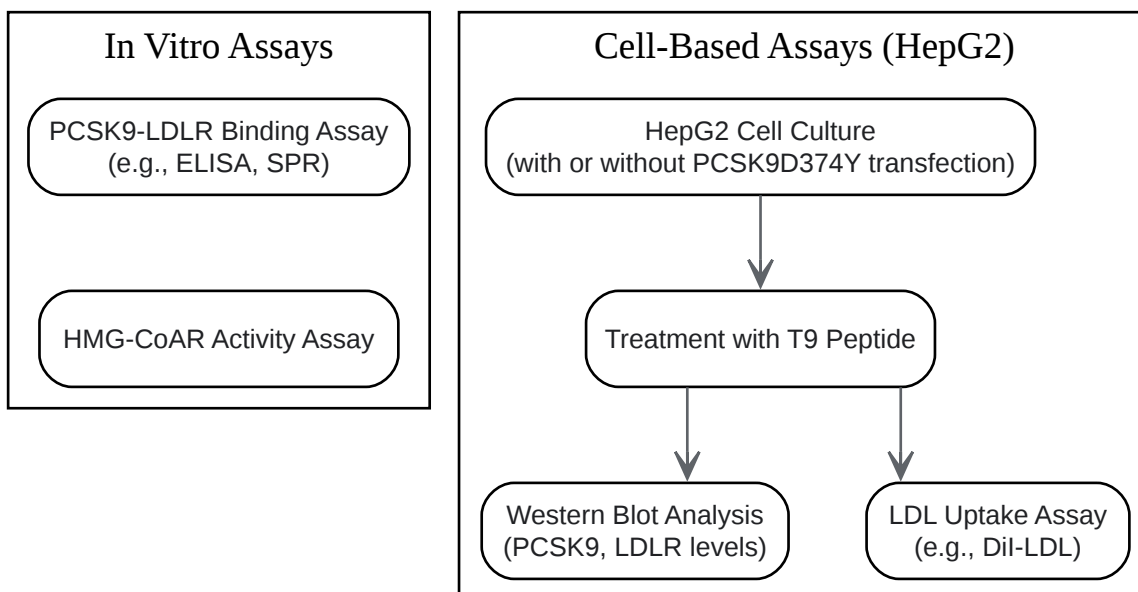 In Vitro Assays
PCSK9-LDLR Binding Assay
(e.g., ELISA, SPR)
HMG-CoAR Activity Assay
Cell-Based Assays (HepG2)
HepG2 Cell Culture
(with or without PCSK9D374Y transfection)
Treatment with T9 Peptide
Western Blot Analysis
(PCSK9, LDLR levels)
LDL Uptake Assay
(e.g., DiI-LDL)